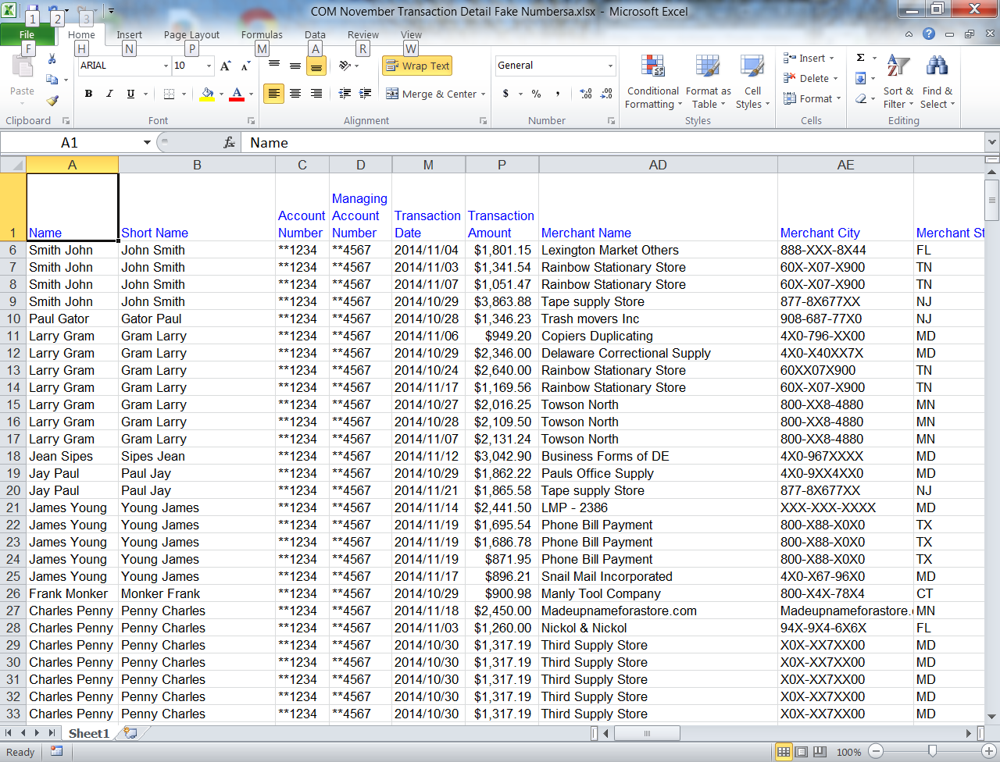 COM November Transaction Detail Fake Numbersa.xlsx - Microsoft Excel
1 2 3
File Home Insert Page Layout Formulas Data Review View
F H N P M A R W
ARIAL 10 Wrap Text General Insert Σ
Paste B I U A Merge & Center $ % , .00 .0 Conditional Formatting Format as Table Cell Styles Delete Format Sort & Filter Find & Select
Clipboard Font Alignment Number Styles Cells Editing
A1 fx Name
A B C D M P AD AE
1 Name Short Name Account Number Managing Account Number Transaction Date Transaction Amount Merchant Name Merchant City Merchant St
6 Smith John John Smith **1234 **4567 2014/11/04 $1,801.15 Lexington Market Others 888-XXX-8X44 FL
7 Smith John John Smith **1234 **4567 2014/11/03 $1,341.54 Rainbow Stationary Store 60X-X07-X900 TN
8 Smith John John Smith **1234 **4567 2014/11/07 $1,051.47 Rainbow Stationary Store 60X-X07-X900 TN
9 Smith John John Smith **1234 **4567 2014/10/29 $3,863.88 Tape supply Store 877-8X677XX NJ
10 Paul Gator Gator Paul **1234 **4567 2014/10/28 $1,346.23 Trash movers Inc 908-687-77X0 NJ
11 Larry Gram Gram Larry **1234 **4567 2014/11/06 $949.20 Copiers Duplicating 4X0-796-XX00 MD
12 Larry Gram Gram Larry **1234 **4567 2014/10/29 $2,346.00 Delaware Correctional Supply 4X0-X40XX7X MD
13 Larry Gram Gram Larry **1234 **4567 2014/10/24 $2,640.00 Rainbow Stationary Store 60XX07X900 TN
14 Larry Gram Gram Larry **1234 **4567 2014/11/17 $1,169.56 Rainbow Stationary Store 60X-X07-X900 TN
15 Larry Gram Gram Larry **1234 **4567 2014/10/27 $2,016.25 Towson North 800-XX8-4880 MN
16 Larry Gram Gram Larry **1234 **4567 2014/10/28 $2,109.50 Towson North 800-XX8-4880 MN
17 Larry Gram Gram Larry **1234 **4567 2014/11/07 $2,131.24 Towson North 800-XX8-4880 MN
18 Jean Sipes Sipes Jean **1234 **4567 2014/11/12 $3,042.90 Business Forms of DE 4X0-967XXXX MD
19 Jay Paul Paul Jay **1234 **4567 2014/10/29 $1,862.22 Pauls Office Supply 4X0-9XX4XX0 MD
20 Jay Paul Paul Jay **1234 **4567 2014/11/21 $1,865.58 Tape supply Store 877-8X677XX NJ
21 James Young Young James **1234 **4567 2014/11/14 $2,441.50 LMP - 2386 XXX-XXX-XXXX MD
22 James Young Young James **1234 **4567 2014/11/19 $1,695.54 Phone Bill Payment 800-X88-X0X0 TX
23 James Young Young James **1234 **4567 2014/11/19 $1,686.78 Phone Bill Payment 800-X88-X0X0 TX
24 James Young Young James **1234 **4567 2014/11/19 $871.95 Phone Bill Payment 800-X88-X0X0 TX
25 James Young Young James **1234 **4567 2014/11/17 $896.21 Snail Mail Incorporated 4X0-X67-96X0 MD
26 Frank Monker Monker Frank **1234 **4567 2014/10/29 $900.98 Manly Tool Company 800-X4X-78X4 CT
27 Charles Penny Penny Charles **1234 **4567 2014/11/18 $2,450.00 Madeupnameforastore.com Madeupnameforastore. MN
28 Charles Penny Penny Charles **1234 **4567 2014/11/03 $1,260.00 Nickol & Nickol 94X-9X4-6X6X FL
29 Charles Penny Penny Charles **1234 **4567 2014/10/30 $1,317.19 Third Supply Store X0X-XX7XX00 MD
30 Charles Penny Penny Charles **1234 **4567 2014/10/30 $1,317.19 Third Supply Store X0X-XX7XX00 MD
31 Charles Penny Penny Charles **1234 **4567 2014/10/30 $1,317.19 Third Supply Store X0X-XX7XX00 MD
32 Charles Penny Penny Charles **1234 **4567 2014/10/30 $1,317.19 Third Supply Store X0X-XX7XX00 MD
33 Charles Penny Penny Charles **1234 **4567 2014/10/30 $1,317.19 Third Supply Store X0X-XX7XX00 MD
Sheet1
Ready 100%